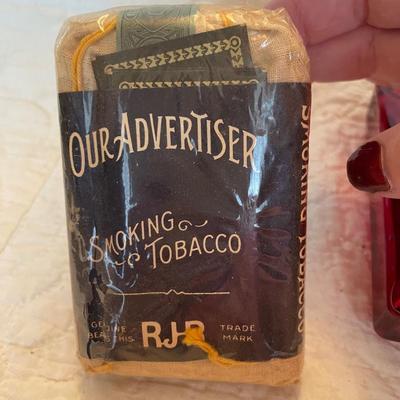 OUR ADVERTISER
SMOKING
TOBACCO
TRADE
RJR
MARK
SMOKING TOBACCO